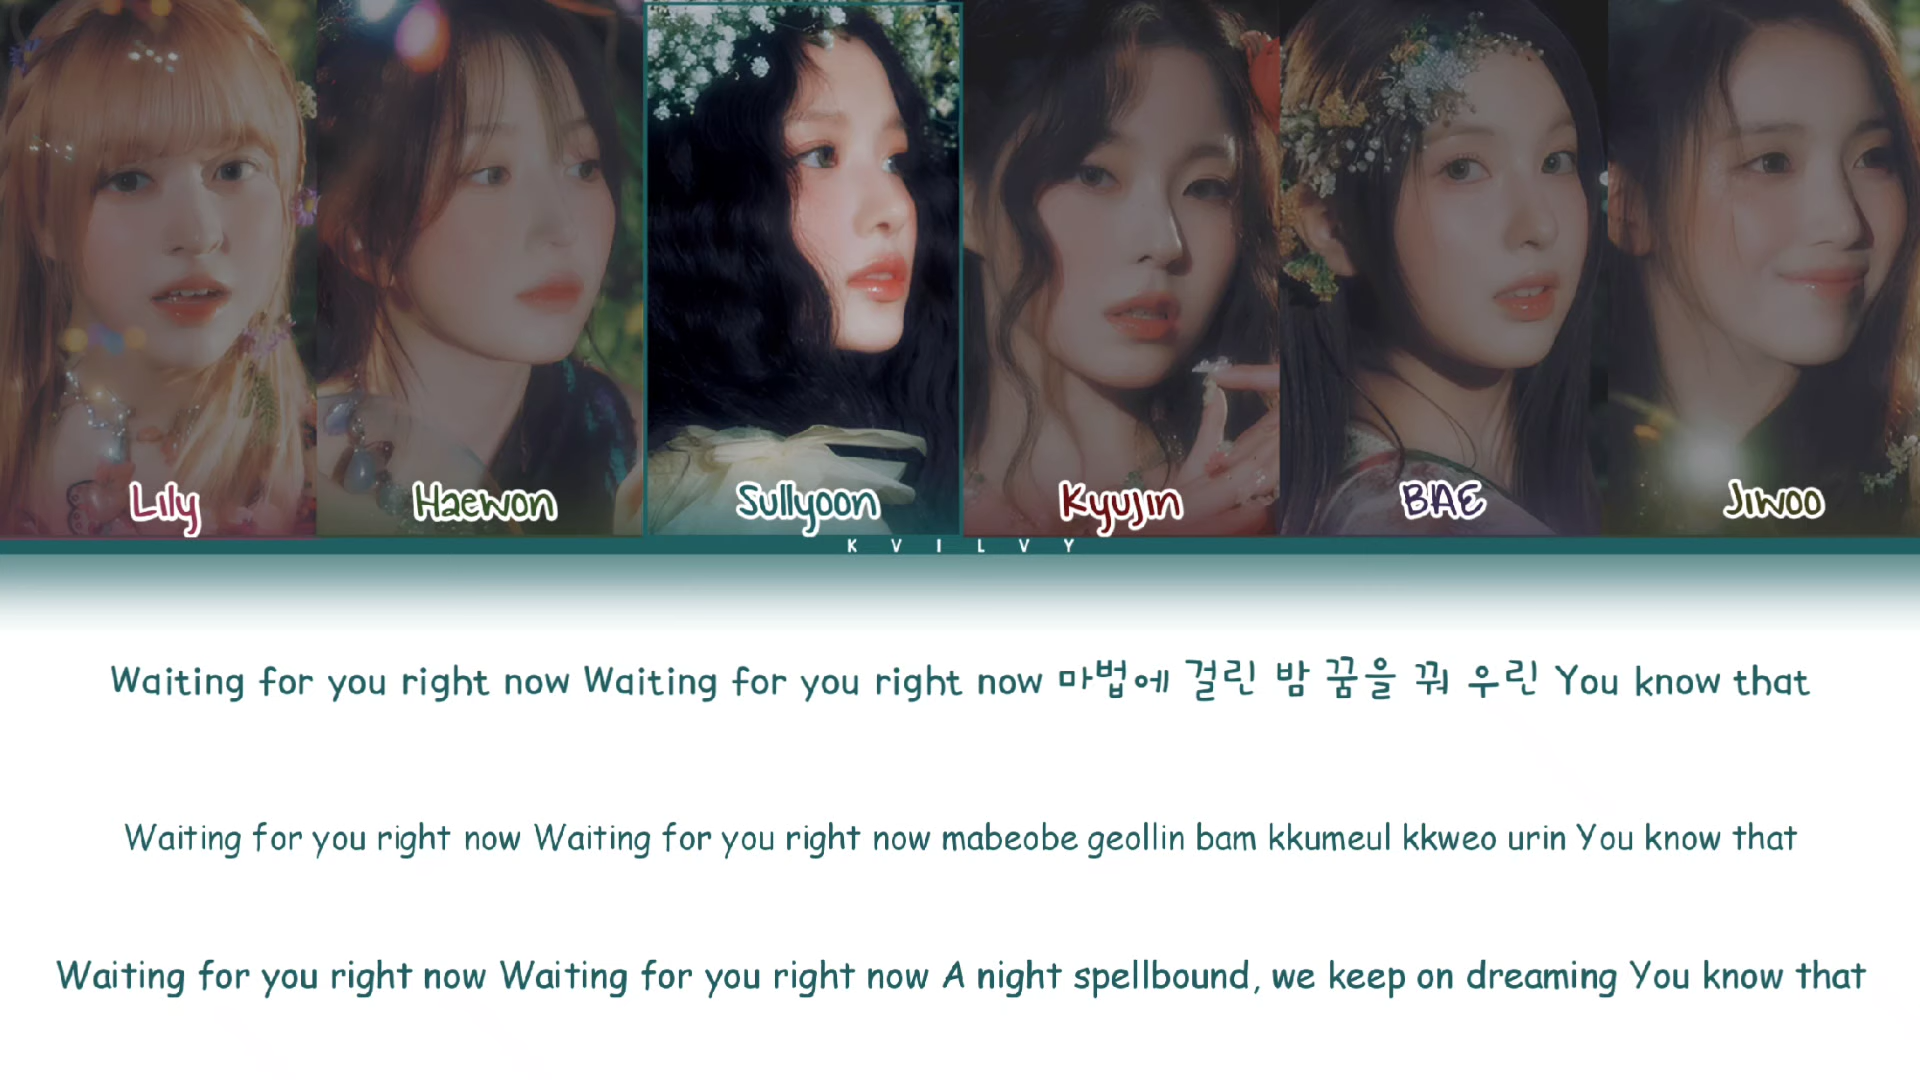 Lily Haewon Sullyoon Kyujin BAE Jiwoo
KVILVY
Waiting for you right now Waiting for you right now 마법에 걸린 밤 꿈을 꿔 우린 You know that
Waiting for you right now Waiting for you right now mabeobe geollin bam kkumeul kkweo urin You know that
Waiting for you right now Waiting for you right now A night spellbound, we keep on dreaming You know that